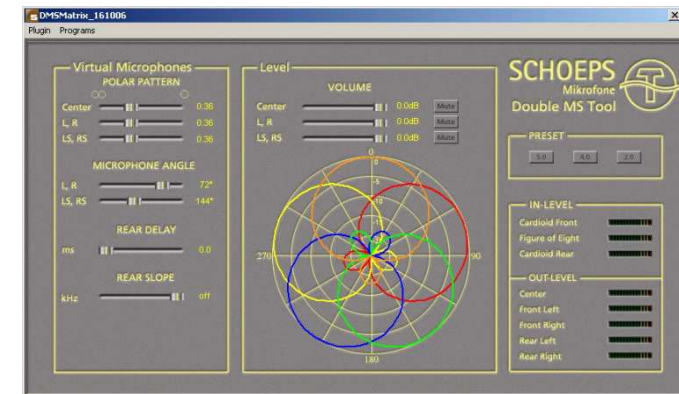 DMSMatrix_161006
Plugin Programs
Virtual Microphones
POLAR PATTERN
Center 0.36
L, R 0.36
LS, RS 0.36
MICROPHONE ANGLE
L, R 72°
LS, RS 144°
REAR DELAY
ms 0.0
REAR SLOPE
kHz off
Level
VOLUME
Center 0.0dB Mute
L, R 0.0dB Mute
LS, RS 0.0dB Mute
0
0
-5
-10
-15
270
90
180
SCHOEPS
Mikrofone
Double MS Tool
PRESET
5.0 4.0 2.0
IN-LEVEL
Cardioid Front
Figure of Eight
Cardioid Rear
OUT-LEVEL
Center
Front Left
Front Right
Rear Left
Rear Right